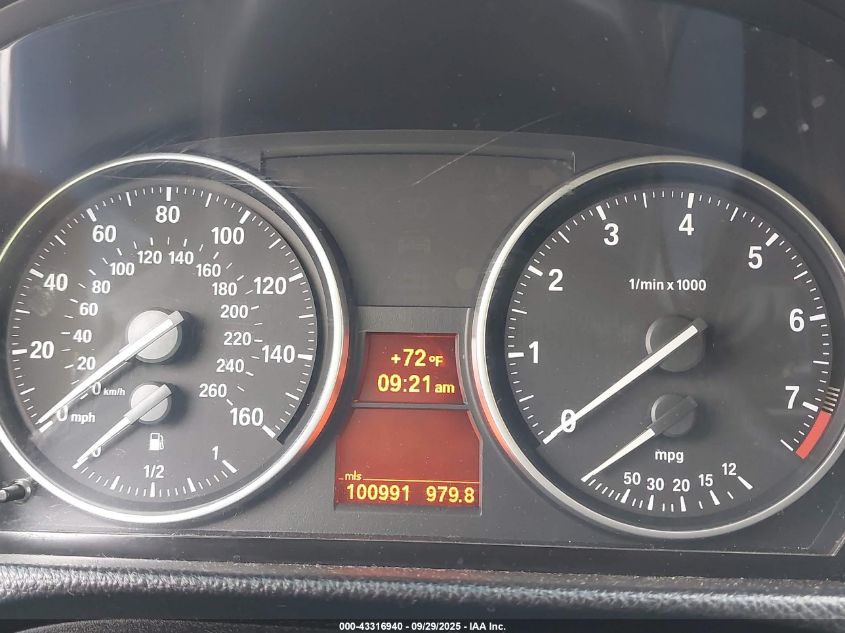 0 mph 20 40 60 80 100 120 140 160
0 km/h 20 40 60 80 100 120 140 160 180 200 220 240 260
0 1/2 1
+72 °F
09:21 am
mls
100991 979.8
1/min x 1000
0 1 2 3 4 5 6 7
mpg
50 30 20 15 12
000-43316940 - 09/29/2025 - IAA Inc.